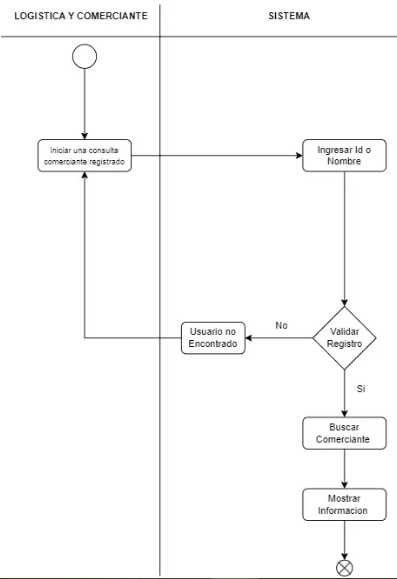 LOGISTICA Y COMERCIANTE
SISTEMA
Iniciar una consulta
comerciante registrado
Ingresar Id o
Nombre
Validar
Registro
No
Usuario no
Encontrado
Si
Buscar
Comerciante
Mostrar
Informacion